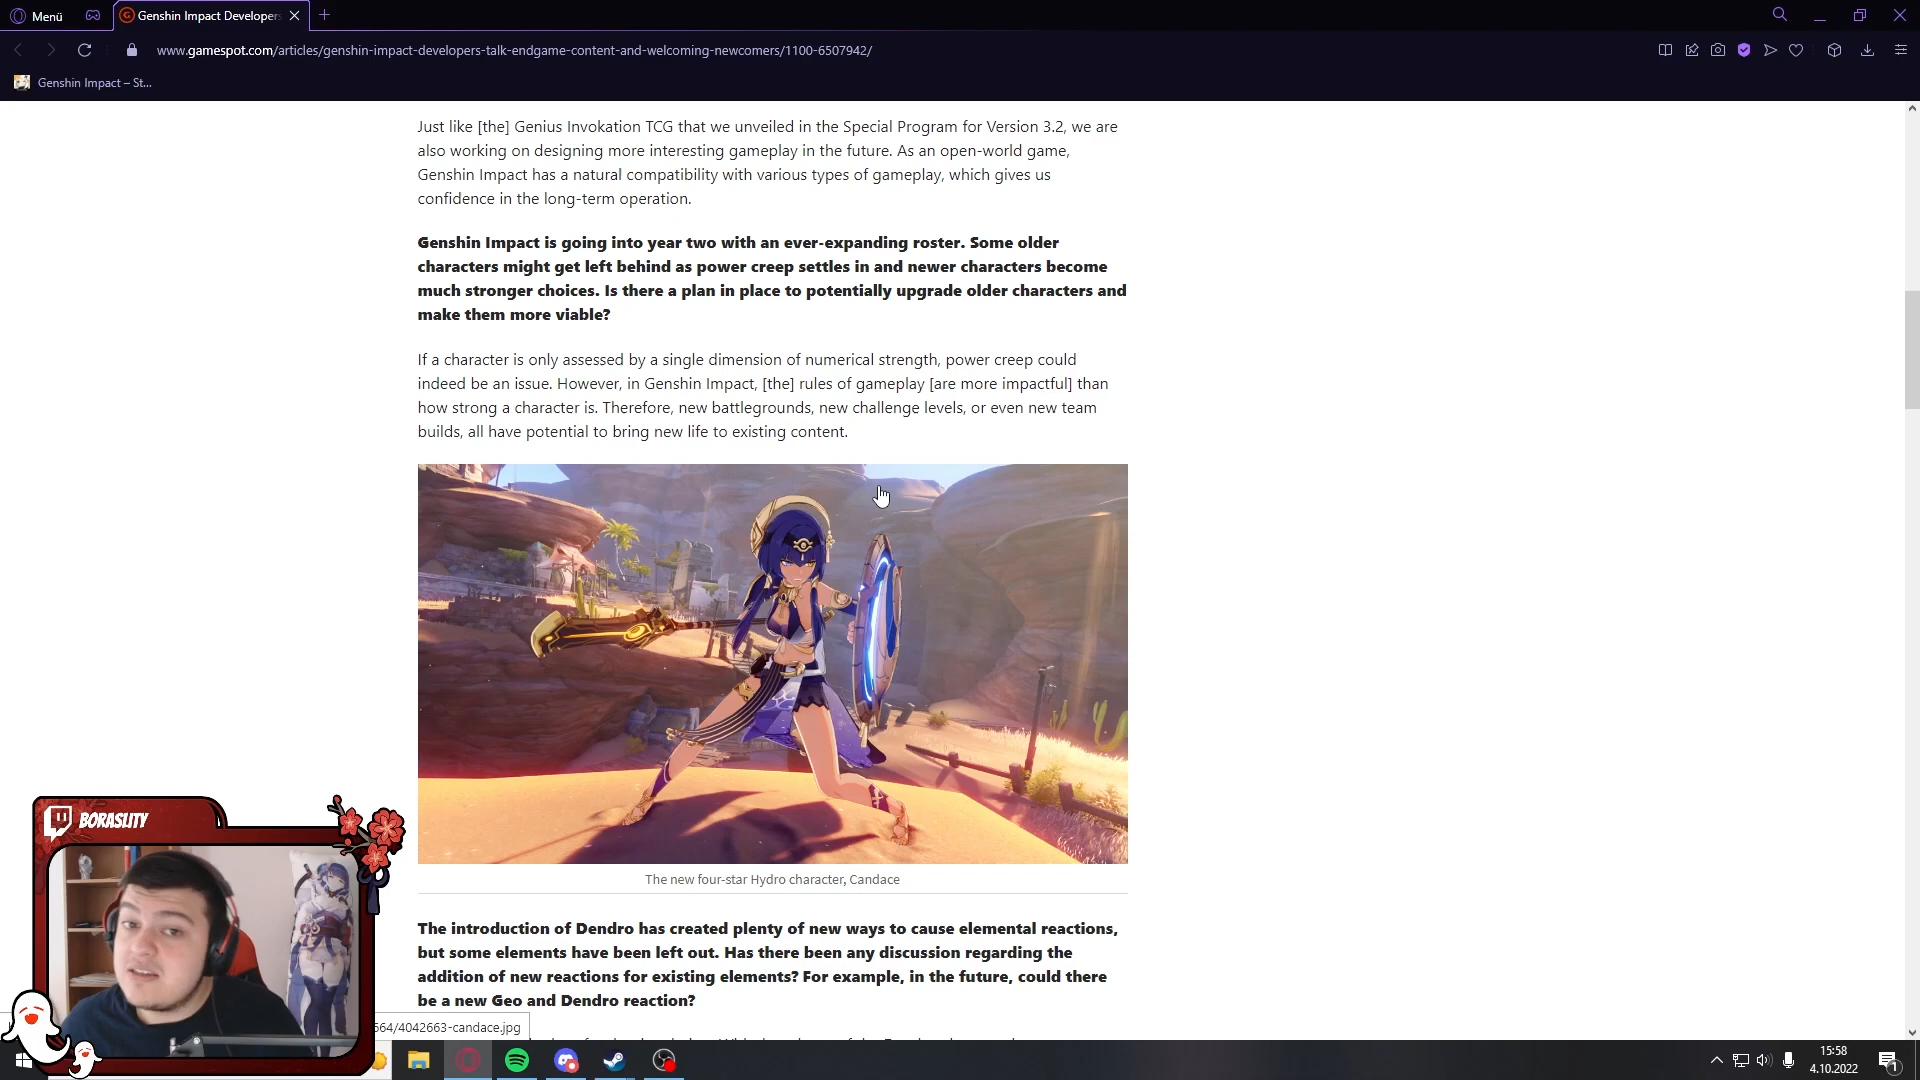 Menü
Genshin Impact Developers
www.gamespot.com/articles/genshin-impact-developers-talk-endgame-content-and-welcoming-newcomers/1100-6507942/
Genshin Impact – St...
Just like [the] Genius Invokation TCG that we unveiled in the Special Program for Version 3.2, we are
also working on designing more interesting gameplay in the future. As an open-world game,
Genshin Impact has a natural compatibility with various types of gameplay, which gives us
confidence in the long-term operation.
Genshin Impact is going into year two with an ever-expanding roster. Some older
characters might get left behind as power creep settles in and newer characters become
much stronger choices. Is there a plan in place to potentially upgrade older characters and
make them more viable?
If a character is only assessed by a single dimension of numerical strength, power creep could
indeed be an issue. However, in Genshin Impact, [the] rules of gameplay [are more impactful] than
how strong a character is. Therefore, new battlegrounds, new challenge levels, or even new team
builds, all have potential to bring new life to existing content.
The new four-star Hydro character, Candace
The introduction of Dendro has created plenty of new ways to cause elemental reactions,
but some elements have been left out. Has there been any discussion regarding the
addition of new reactions for existing elements? For example, in the future, could there
be a new Geo and Dendro reaction?
BORASLITY
564/4042663-candace.jpg
15:58
4.10.2022
1